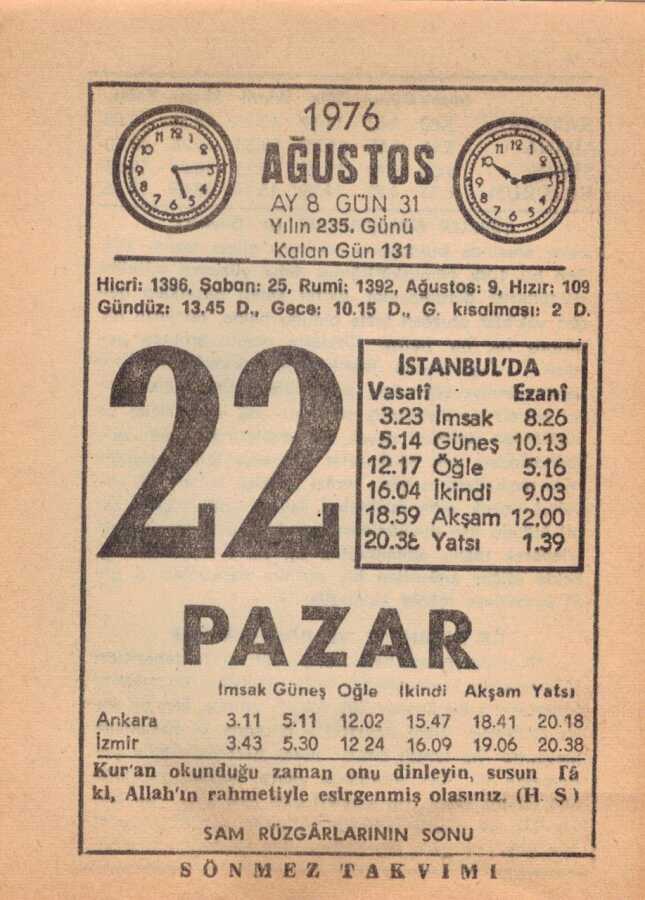 1976
AĞUSTOS
AY 8 GÜN 31
Yılın 235. Günü
Kalan Gün 131
Hicrî: 1396, Şaban: 25, Rumi: 1392, Ağustos: 9, Hızır: 109
Gündüz: 13.45 D., Gece: 10.15 D., G. kısalması: 2 D.
22
İSTANBUL'DA
Vasatî Ezanî
3.23 İmsak 8.26
5.14 Güneş 10.13
12.17 Öğle 5.16
16.04 İkindi 9.03
18.59 Akşam 12.00
20.36 Yatsı 1.39
PAZAR
İmsak Güneş Oğle İkindi Akşam Yatsı
Ankara 3.11 5.11 12.02 15.47 18.41 20.18
İzmir 3.43 5.30 12 24 16.09 19.06 20.38
Kur'an okunduğu zaman onu dinleyin, susun Tâ
ki, Allah'ın rahmetiyle esirgenmiş olasınız. (H. Ş)
SAM RÜZGÂRLARININ SONU
SÖNMEZ TAKVİMİ